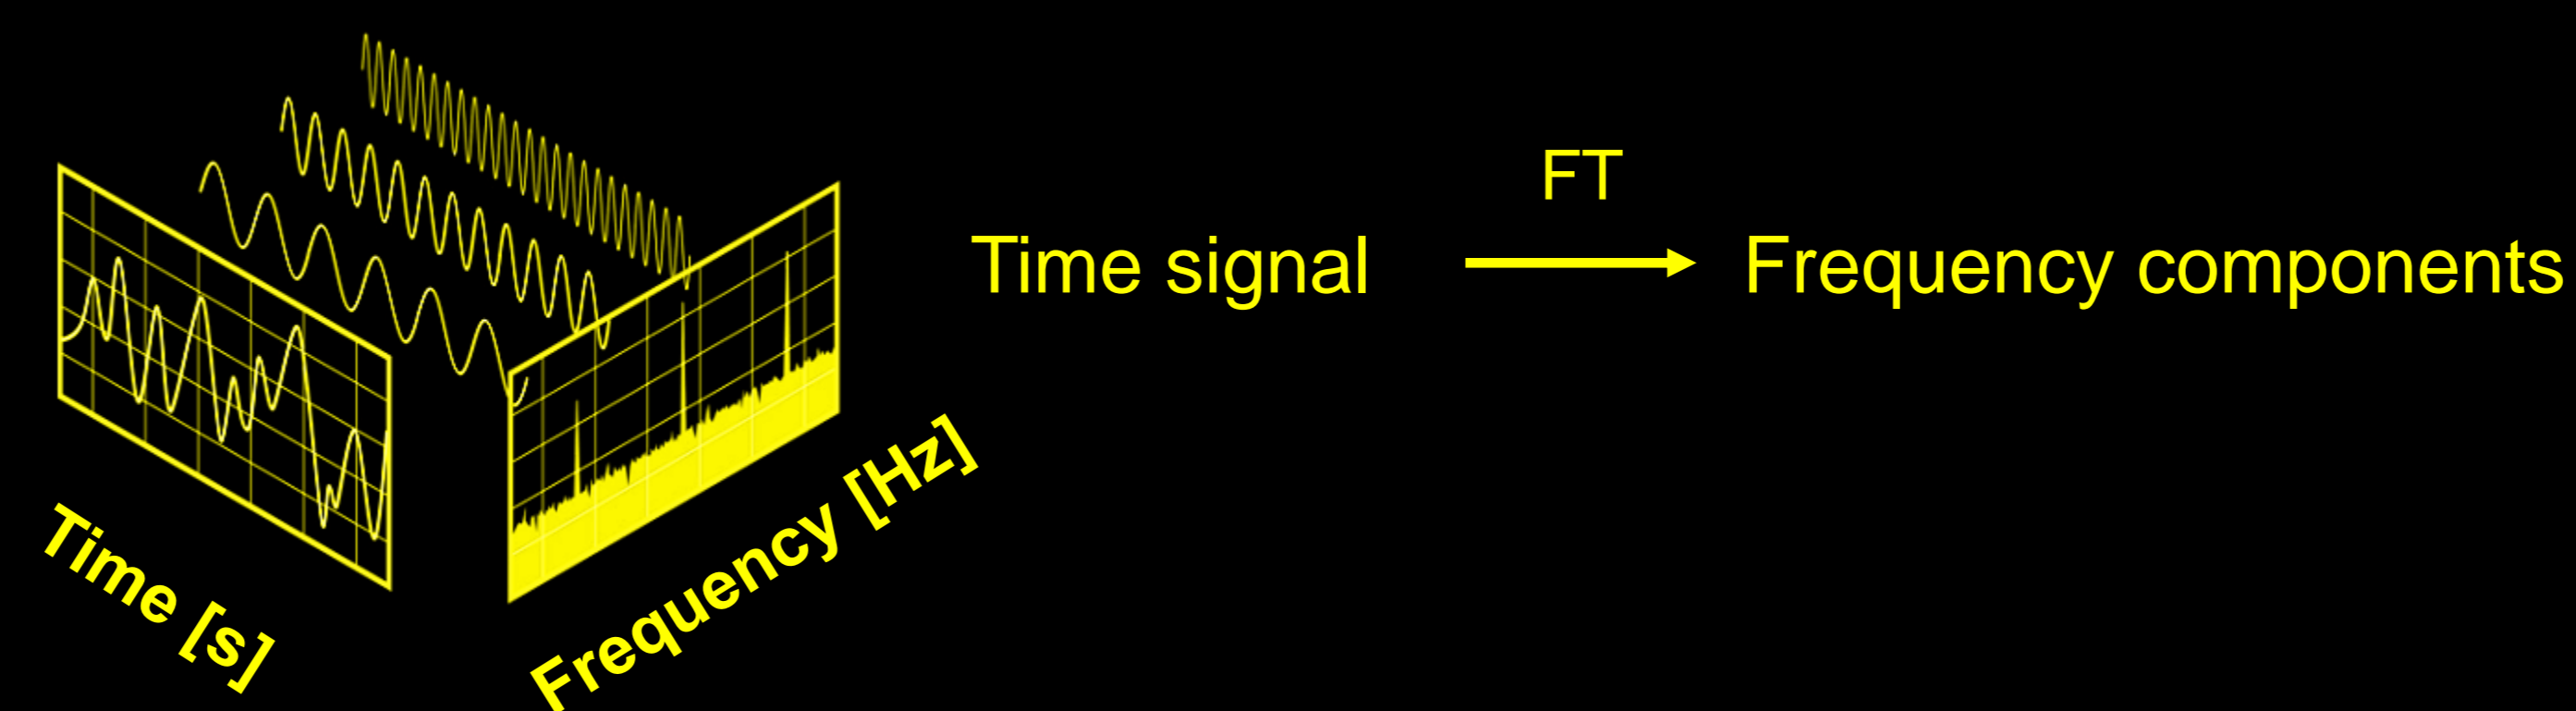 FT
Time signal
Frequency components
Time [s]
Frequency [Hz]